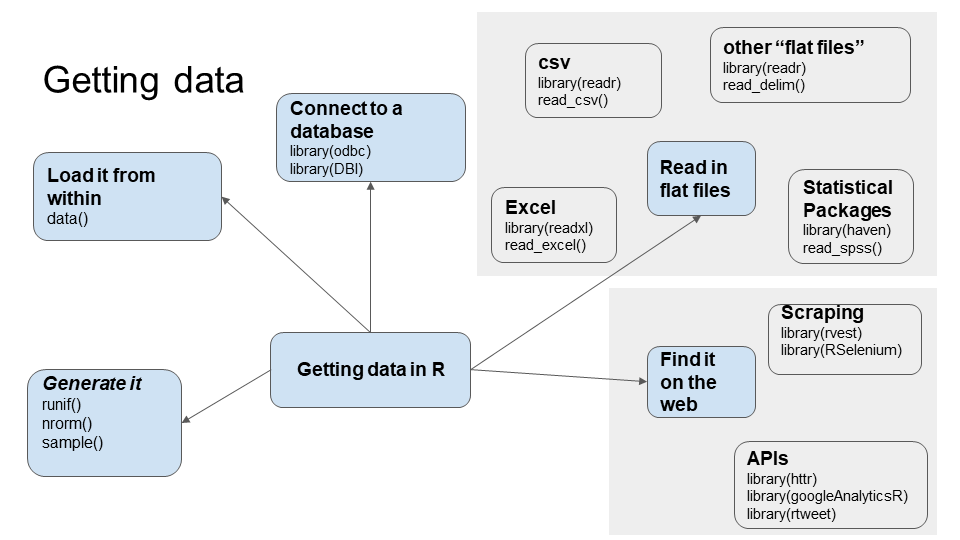 Getting data
Connect to a
database
library(odbc)
library(DBI)
Load it from
within
data()
Getting data in R
Generate it
runif()
nrorm()
sample()
csv
library(readr)
read_csv()
other “flat files”
library(readr)
read_delim()
Read in
flat files
Excel
library(readxl)
read_excel()
Statistical
Packages
library(haven)
read_spss()
Find it
on the
web
Scraping
library(rvest)
library(RSelenium)
APIs
library(httr)
library(googleAnalyticsR)
library(rtweet)